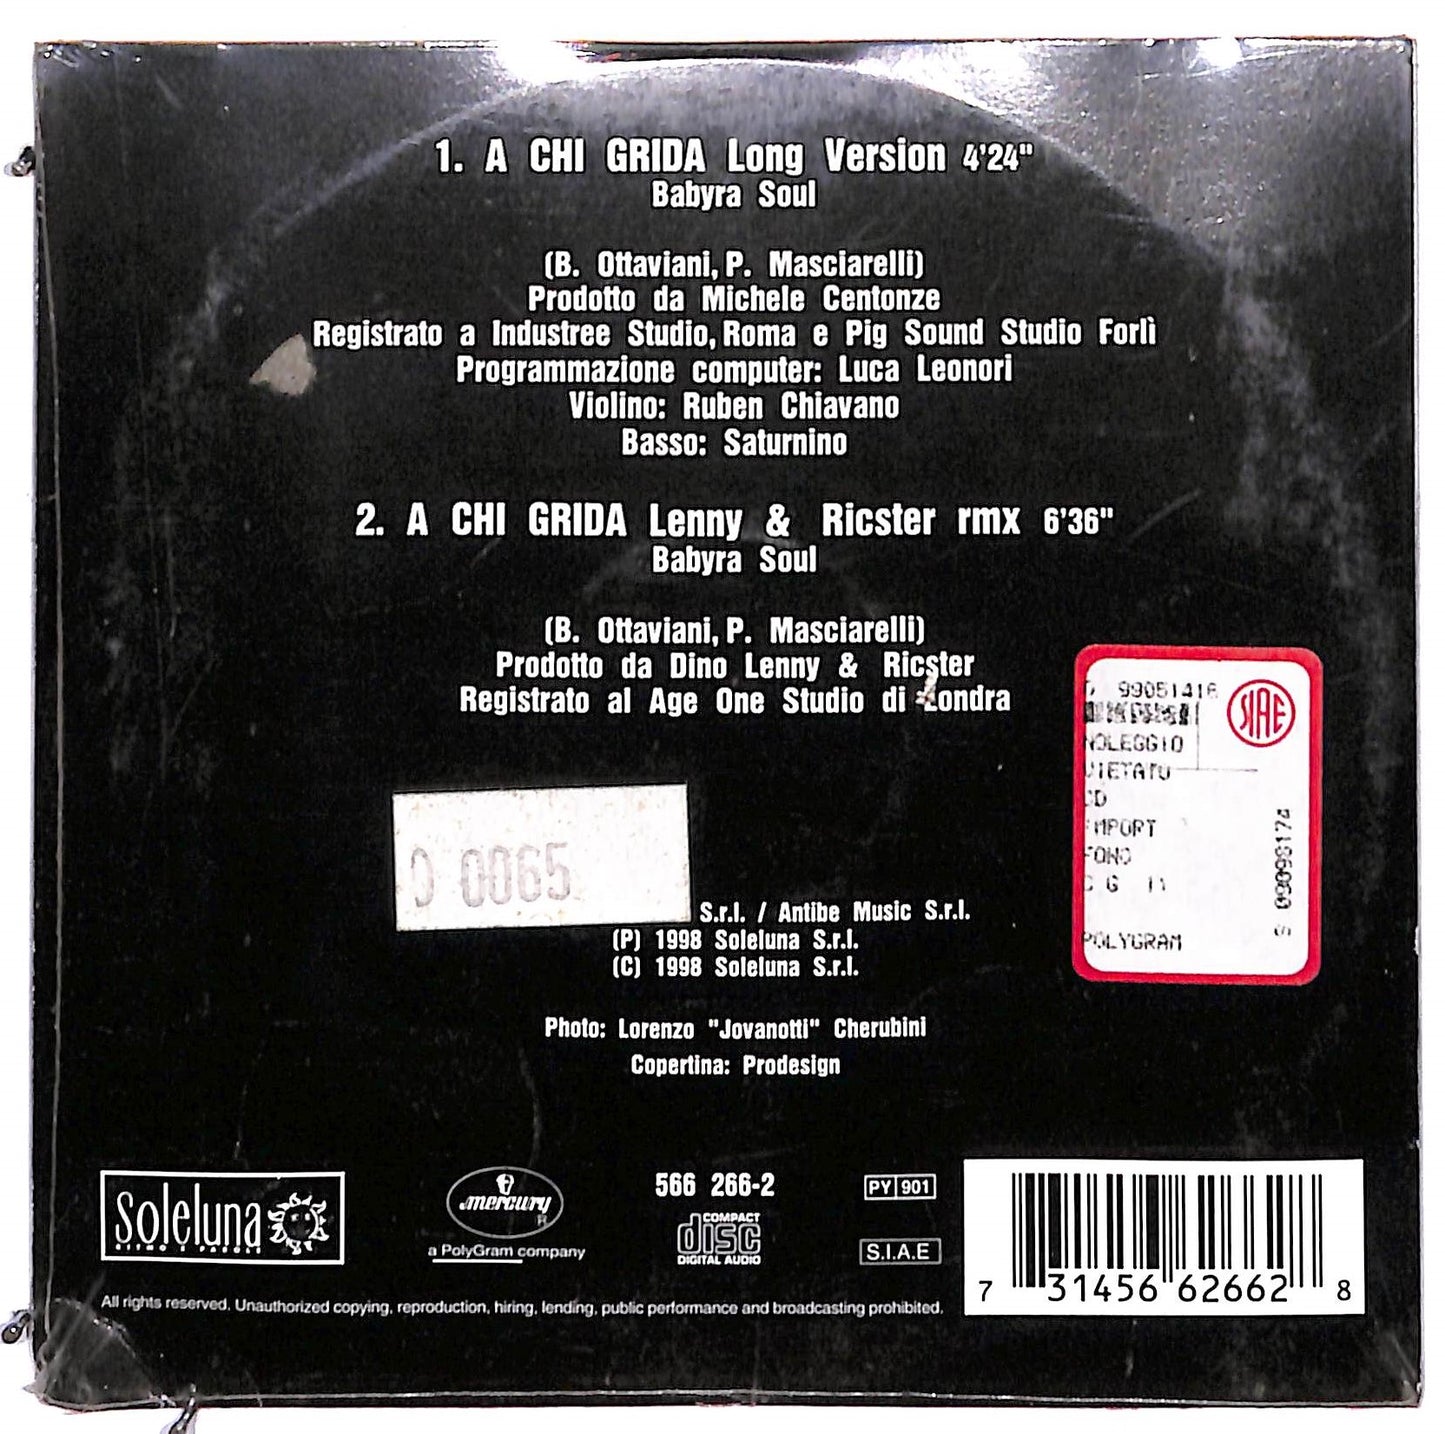 1. A CHI GRIDA Long Version 4'24"
Babyra Soul
(B. Ottaviani, P. Masciarelli)
Prodotto da Michele Centonze
Registrato a Industree Studio, Roma e Pig Sound Studio Forlì
Programmazione computer: Luca Leonori
Violino: Ruben Chiavano
Basso: Saturnino
2. A CHI GRIDA Lenny & Ricster rmx 6'36"
Babyra Soul
(B. Ottaviani, P. Masciarelli)
Prodotto da Dino Lenny & Ricster
Registrato al Age One Studio di Londra
99051416
SIAE
NOLEGGIO
VIETATO
CD
IMPORT
FONO
POLYGRAM
S 09098174
0065
S.r.l. / Antibe Music S.r.l.
(P) 1998 Soleluna S.r.l.
(C) 1998 Soleluna S.r.l.
Photo: Lorenzo "Jovanotti" Cherubini
Copertina: Prodesign
soleluna
RITMO E PAROLE
mercury
a PolyGram company
566 266-2
COMPACT
disc
DIGITAL AUDIO
PY 901
S.I.A.E
7 31456 62662 8
All rights reserved. Unauthorized copying, reproduction, hiring, lending, public performance and broadcasting prohibited.